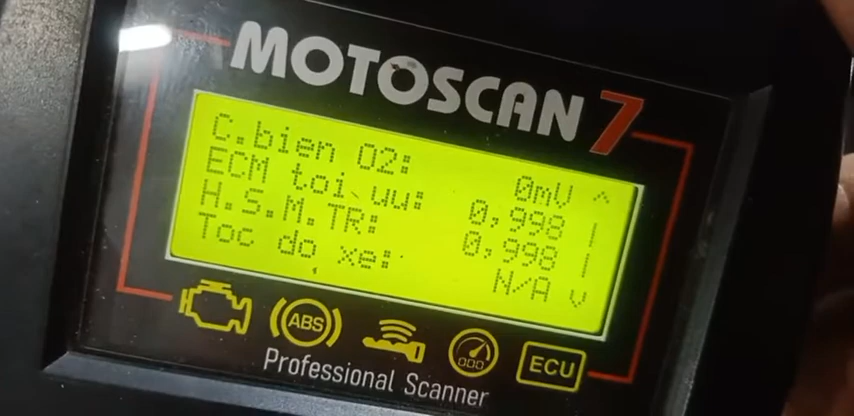 MOTOSCAN 7
C.bien O2: 0mV ^
ECM toi uu: 0,998 |
H.S.M.TR: 0,998 |
Toc do xe: N/A v
ABS
ECU
Professional Scanner